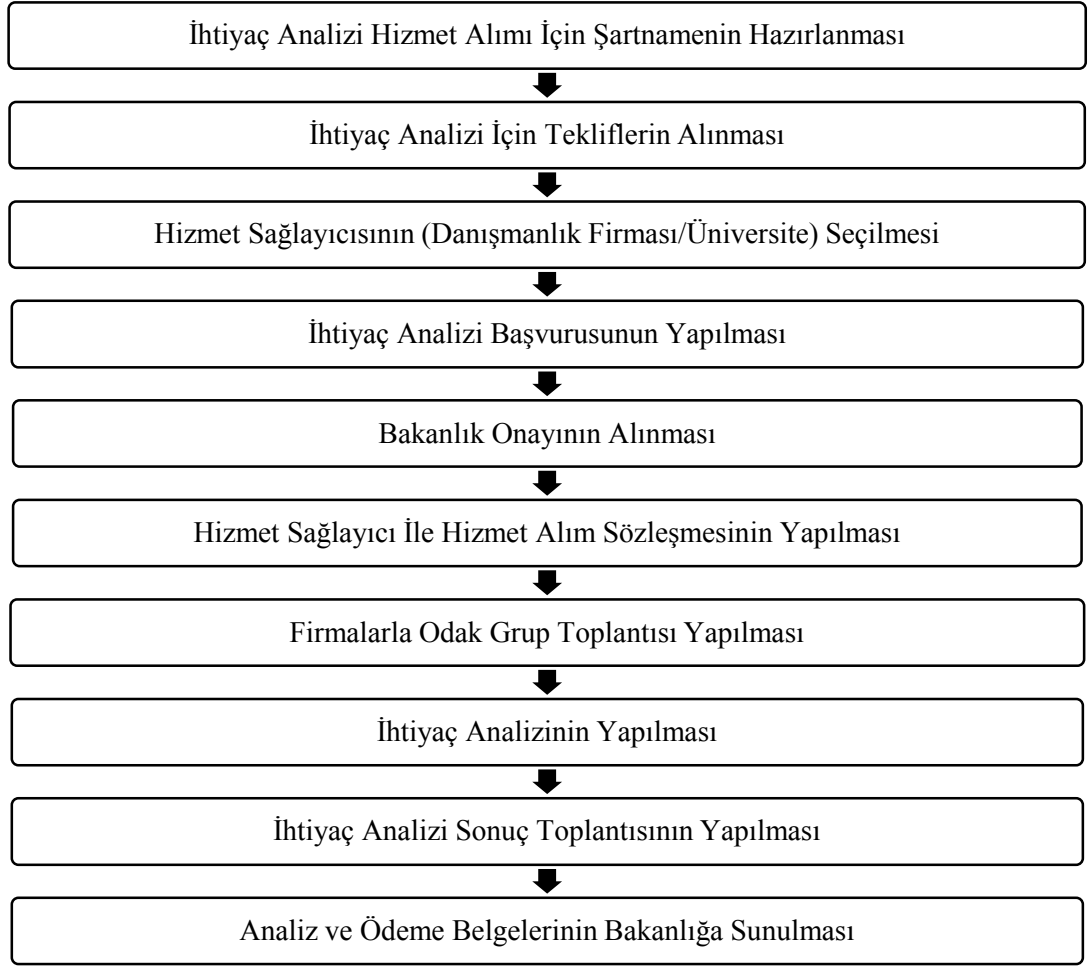 İhtiyaç Analizi Hizmet Alımı İçin Şartnamenin Hazırlanması
İhtiyaç Analizi İçin Tekliflerin Alınması
Hizmet Sağlayıcısının (Danışmanlık Firması/Üniversite) Seçilmesi
İhtiyaç Analizi Başvurusunun Yapılması
Bakanlık Onayının Alınması
Hizmet Sağlayıcı İle Hizmet Alım Sözleşmesinin Yapılması
Firmalarla Odak Grup Toplantısı Yapılması
İhtiyaç Analizinin Yapılması
İhtiyaç Analizi Sonuç Toplantısının Yapılması
Analiz ve Ödeme Belgelerinin Bakanlığa Sunulması